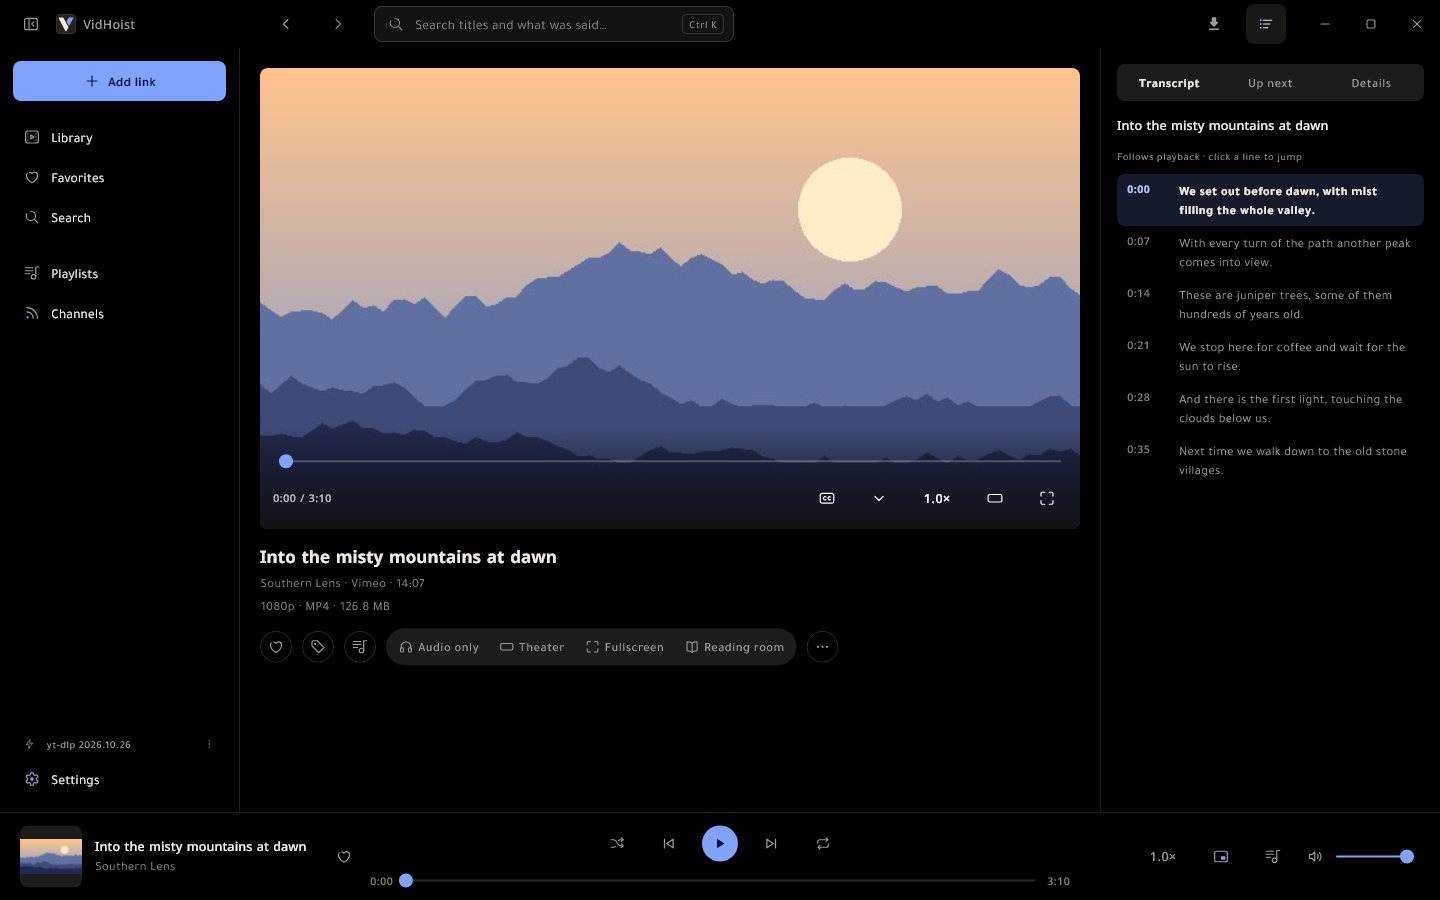 VidHoist
Search titles and what was said...
Ctrl K
Add link
Library
Favorites
Search
Playlists
Channels
yt-dlp 2026.10.26
Settings
CC
0:00 / 3:10
1.0×
Into the misty mountains at dawn
Southern Lens · Vimeo · 14:07
1080p · MP4 · 126.8 MB
Audio only
Theater
Fullscreen
Reading room
Transcript
Up next
Details
Into the misty mountains at dawn
Follows playback · click a line to jump
0:00 We set out before dawn, with mist
filling the whole valley.
0:07 With every turn of the path another peak
comes into view.
0:14 These are juniper trees, some of them
hundreds of years old.
0:21 We stop here for coffee and wait for the
sun to rise.
0:28 And there is the first light, touching the
clouds below us.
0:35 Next time we walk down to the old stone
villages.
Into the misty mountains at dawn
Southern Lens
0:00
3:10
1.0×